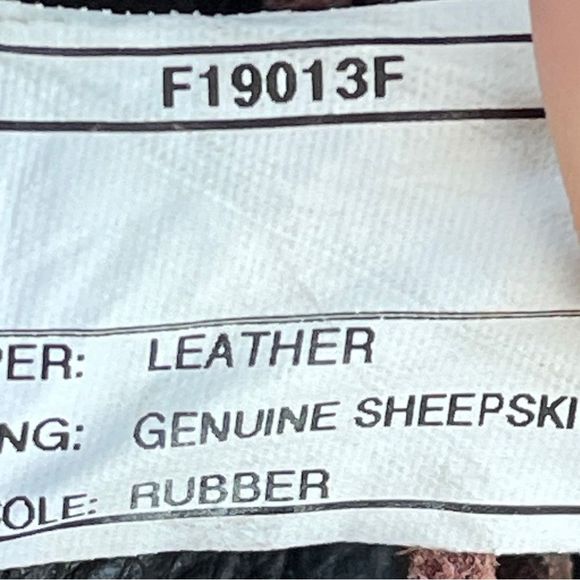 F19013F
PER: LEATHER
NG: GENUINE SHEEPSKI
OLE: RUBBER